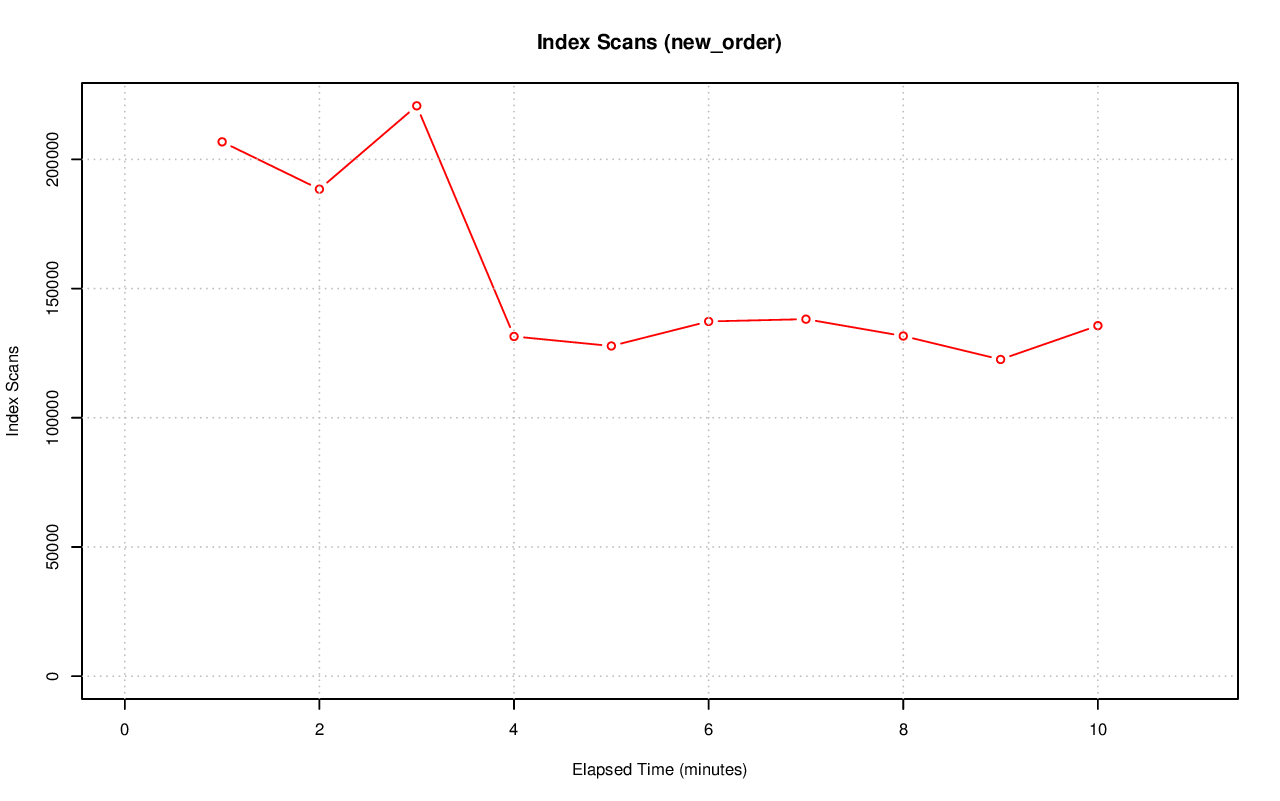 Index Scans (new_order)
Index Scans
200000
150000
100000
50000
0
0 2 4 6 8 10
Elapsed Time (minutes)